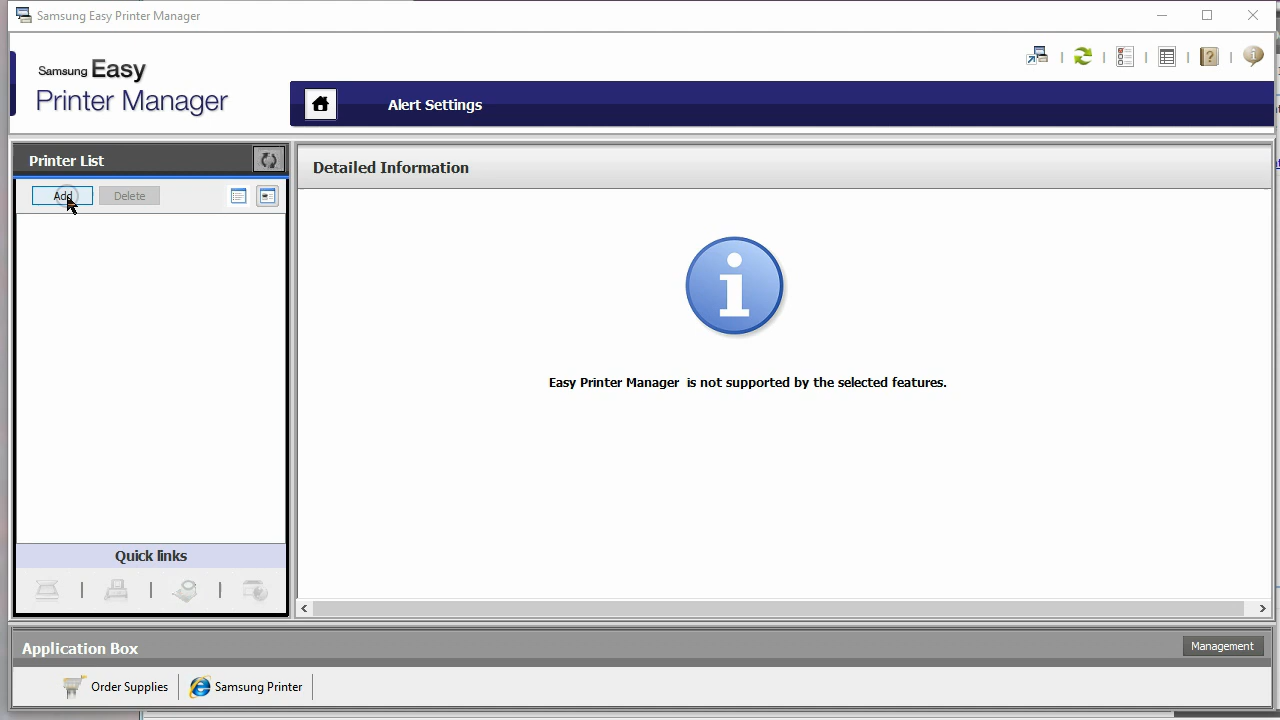 Samsung Easy Printer Manager
Samsung Easy
Printer Manager
Alert Settings
Printer List
Add
Delete
Detailed Information
Easy Printer Manager is not supported by the selected features.
Quick links
Application Box
Management
Order Supplies
Samsung Printer